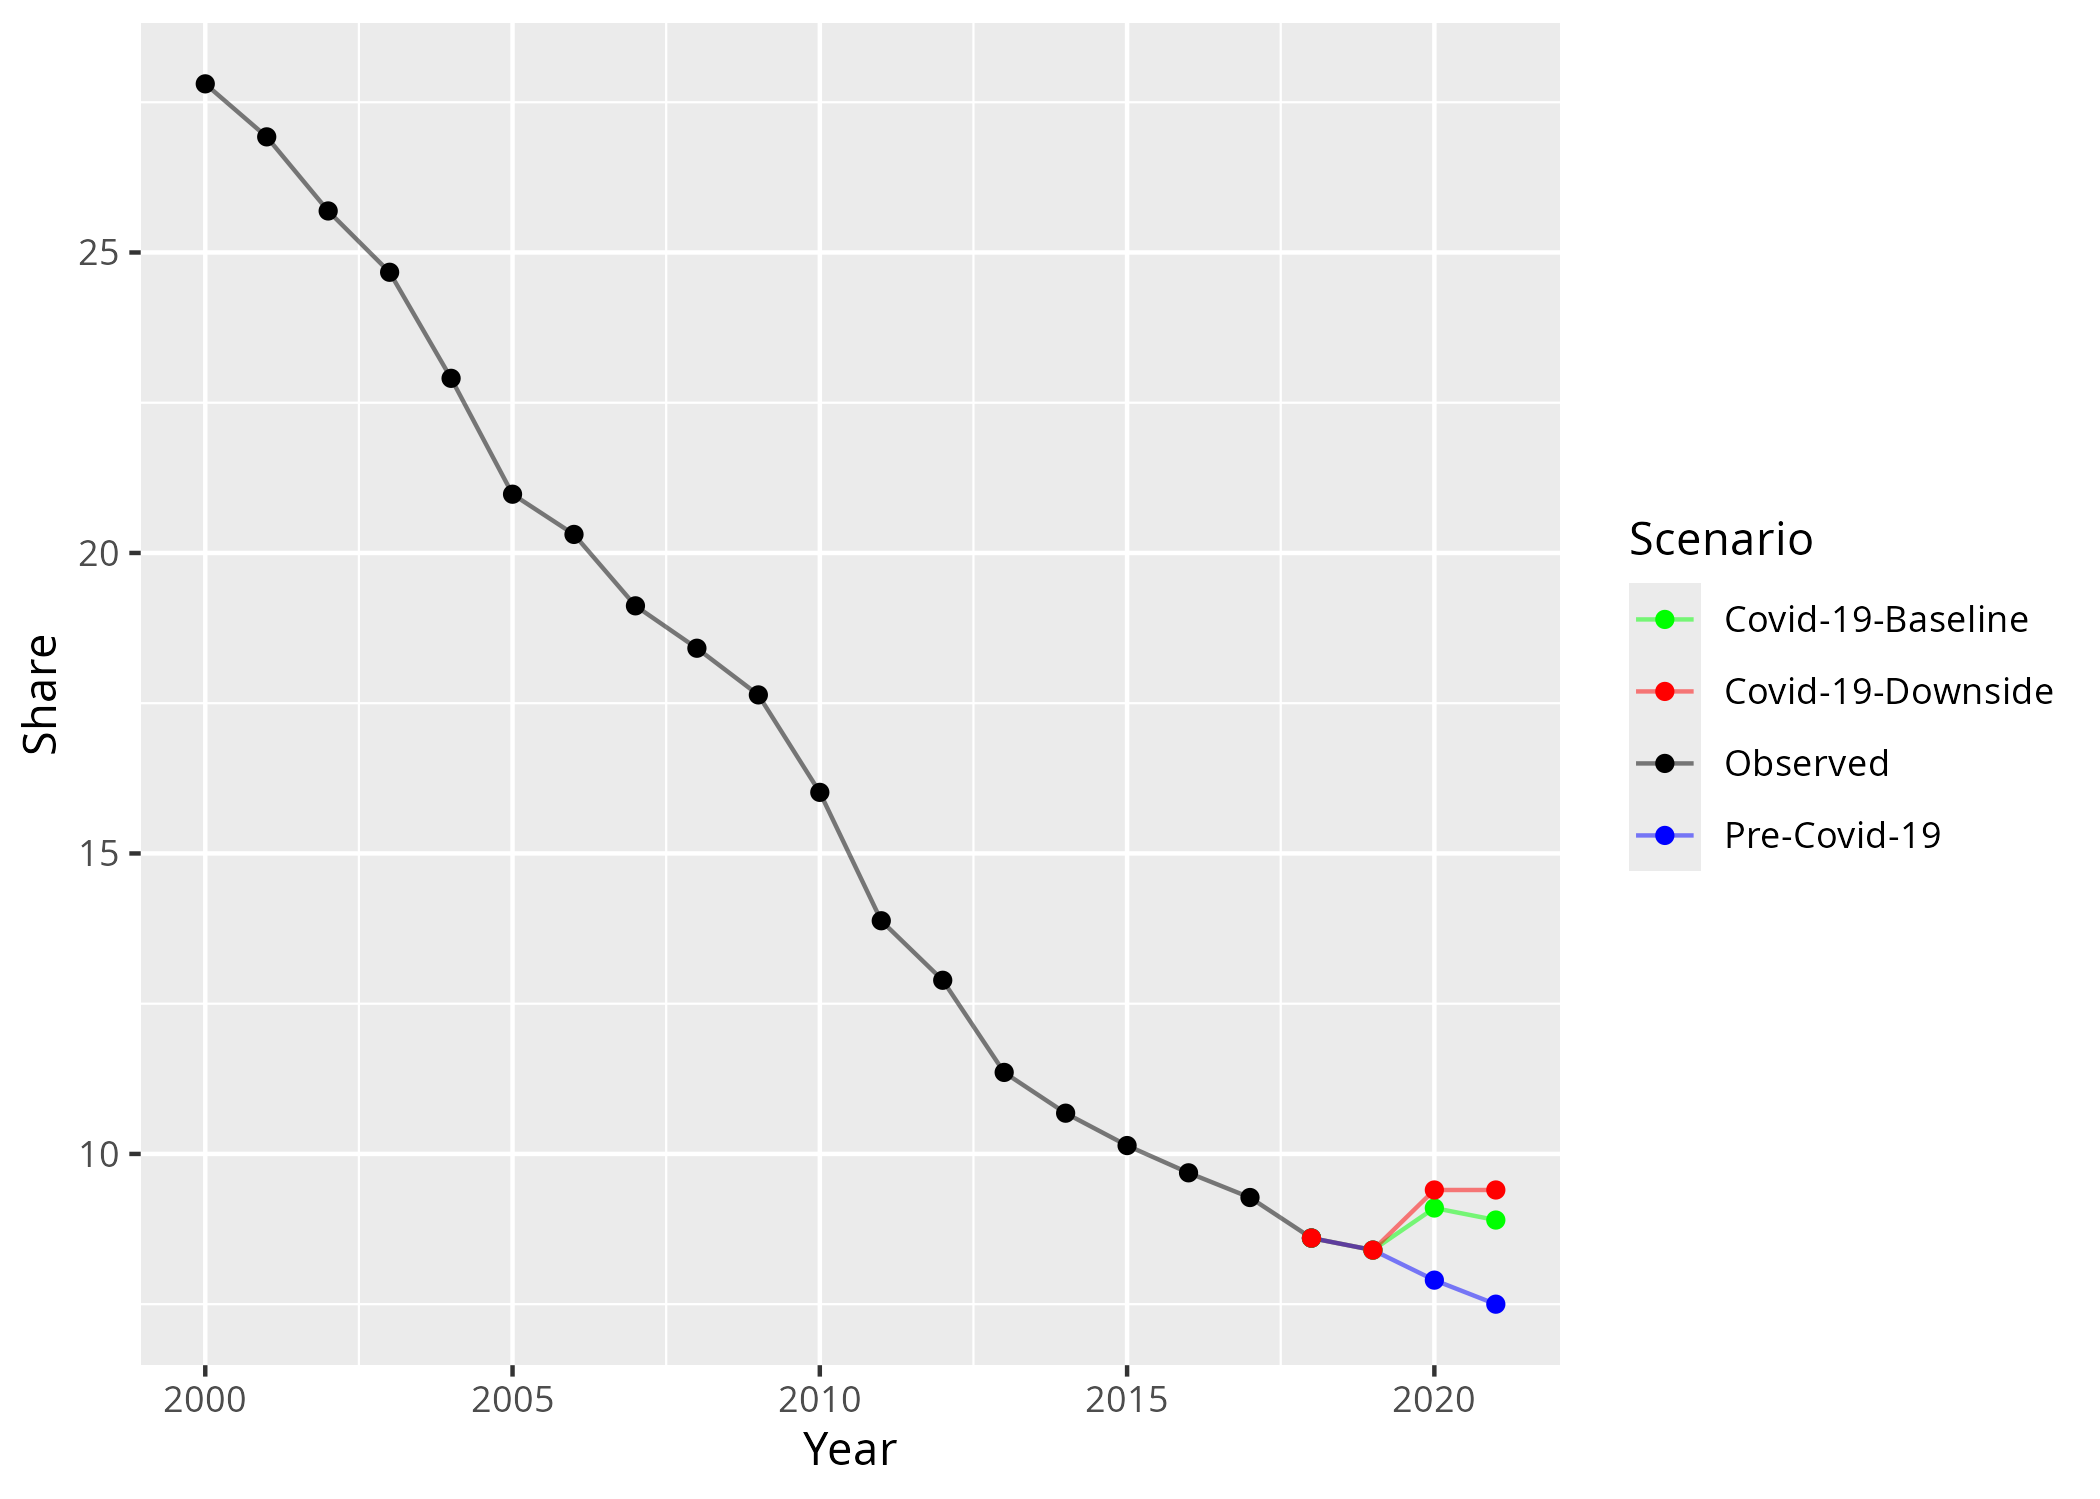 Share
25
20
15
10
2000 2005 2010 2015 2020
Year
Scenario
Covid-19-Baseline
Covid-19-Downside
Observed
Pre-Covid-19